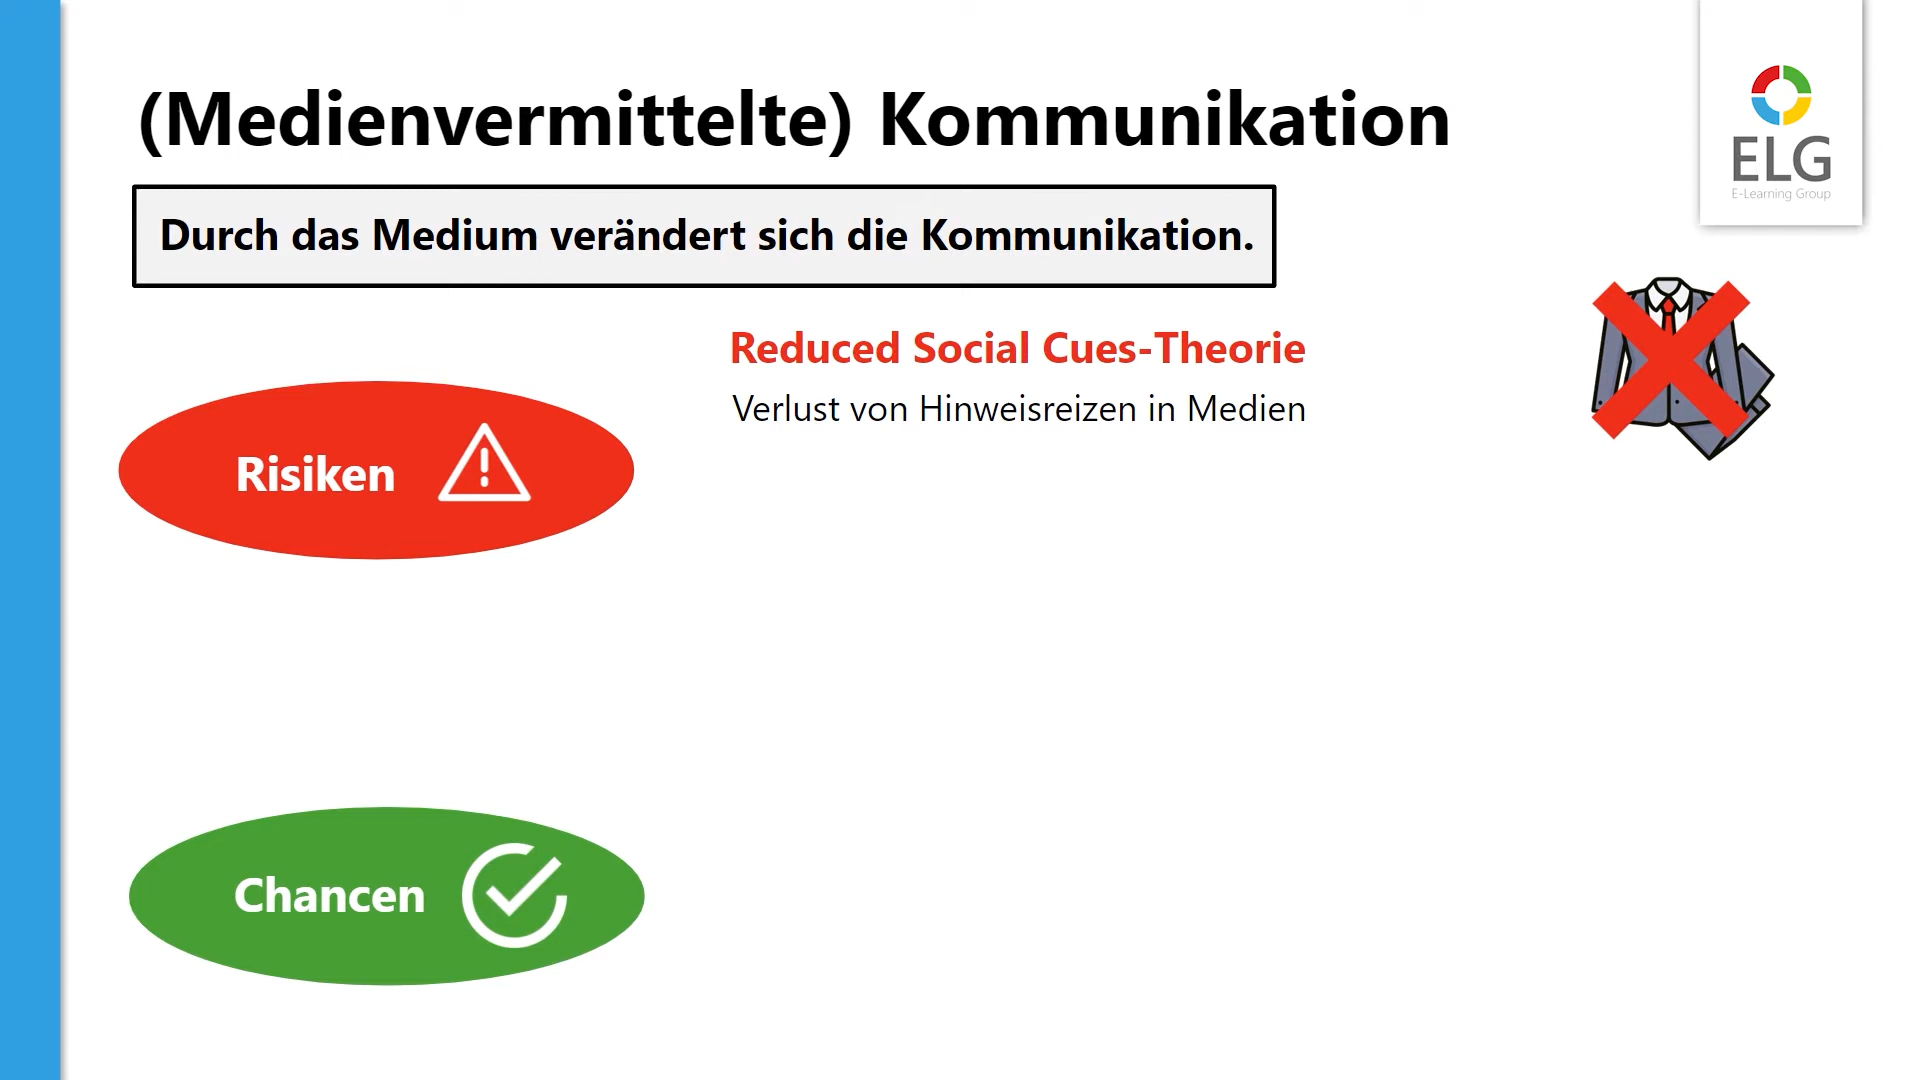 (Medienvermittelte) Kommunikation
ELG
E-Learning Group
Durch das Medium verändert sich die Kommunikation.
Reduced Social Cues-Theorie
Verlust von Hinweisreizen in Medien
Risiken
Chancen